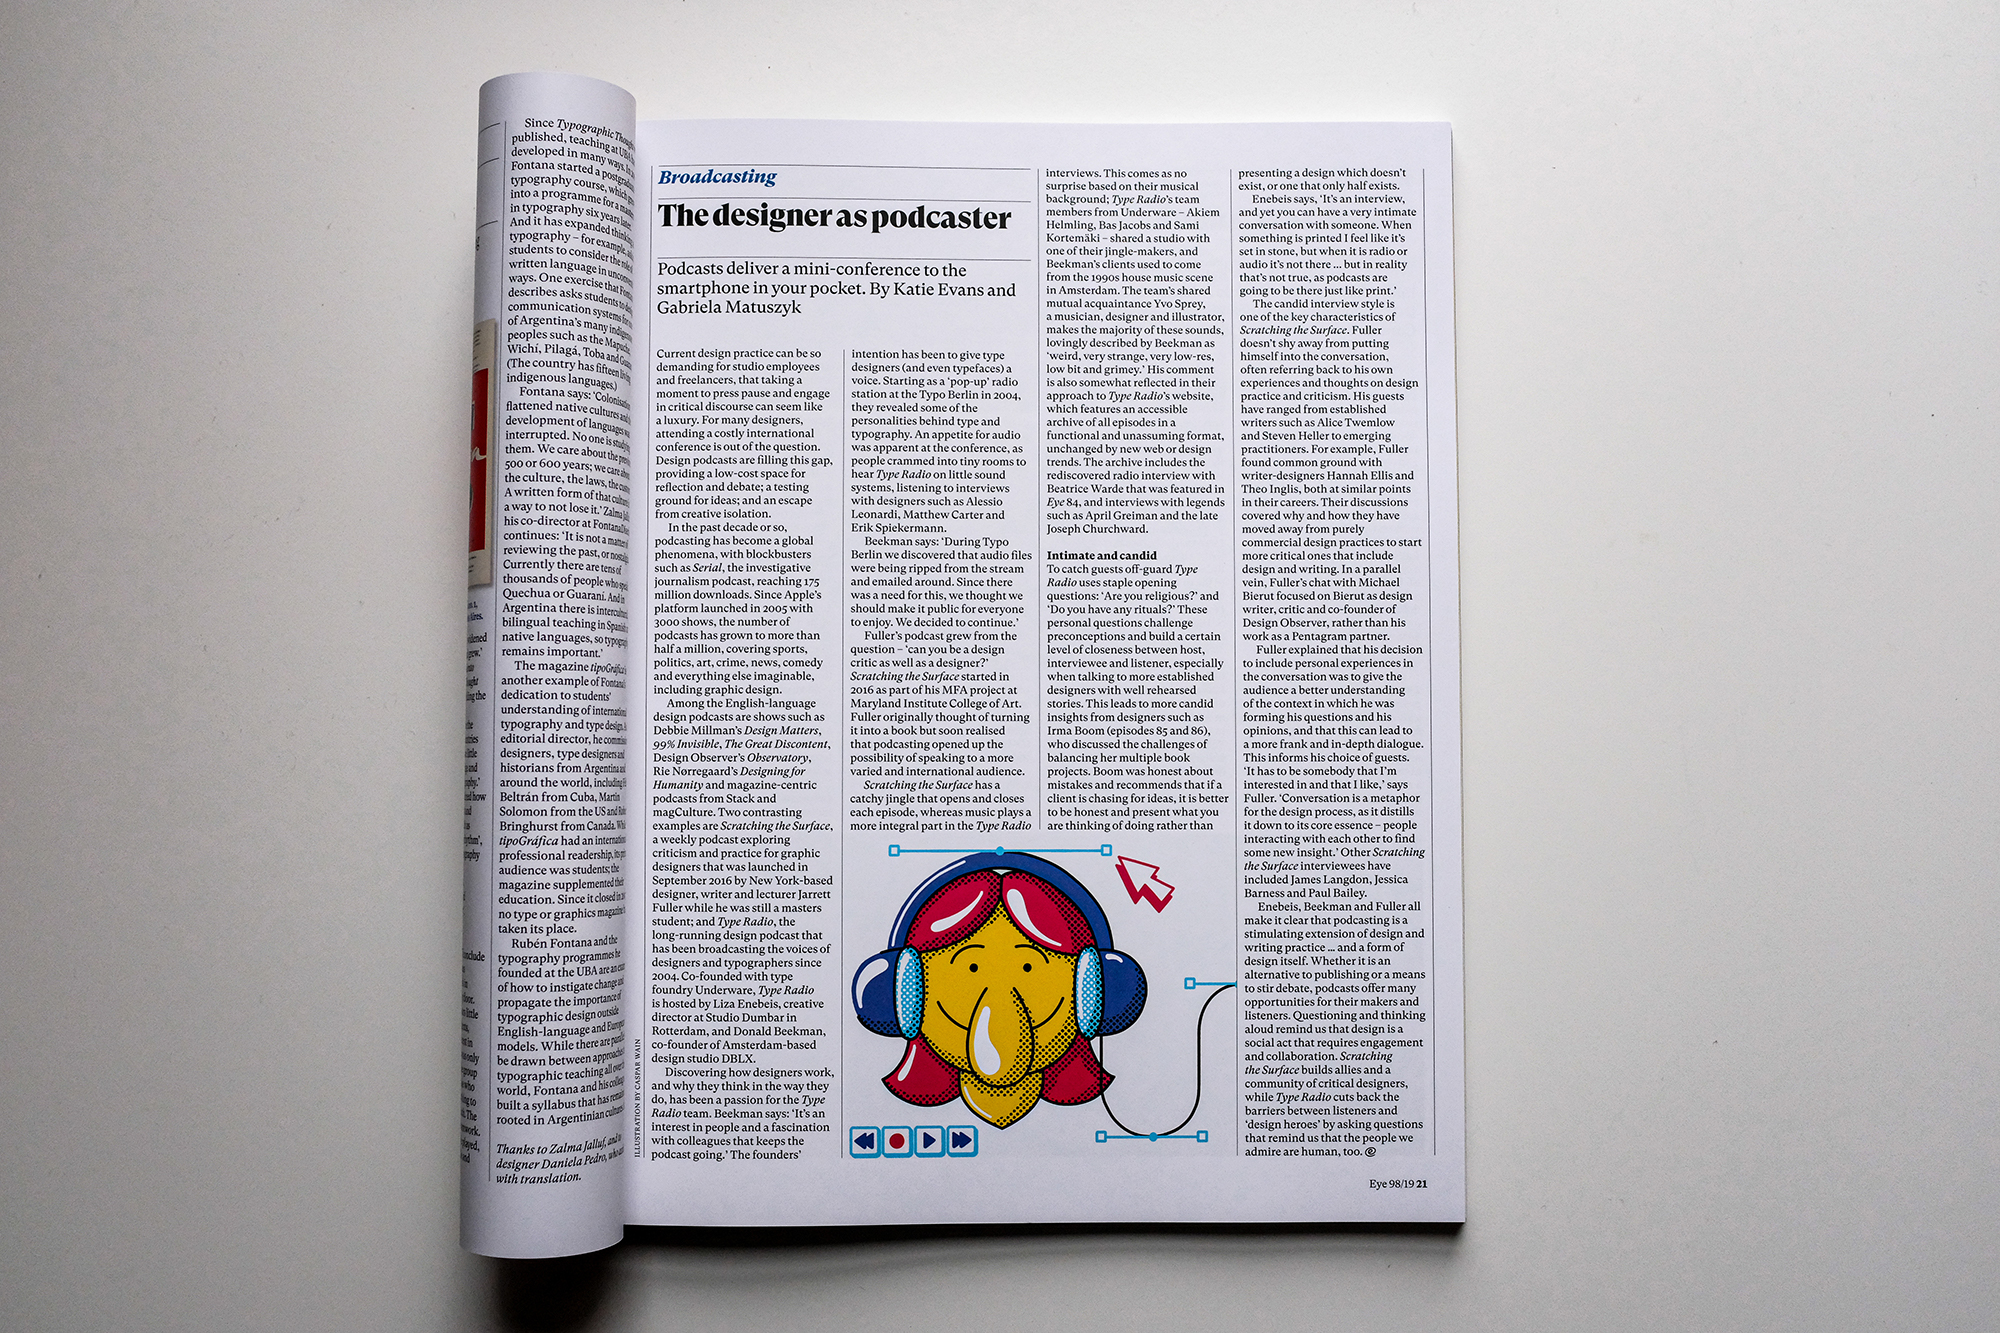 Since Typographic
published, teaching at UBA
developed in many ways. In
Fontana started a postgraduate
typography course, which
into a programme for a
in typography six years later.
And it has expanded thinking
typography – for example,
students to consider the role
written language in
ways. One exercise that
describes asks students to
communication systems for
of Argentina's many indigenous
peoples such as the Mapuche,
Wichí, Pilagá, Toba and
(The country has fifteen living
indigenous languages.)
Fontana says: 'Colonisation
flattened native cultures and
development of languages
interrupted. No one is studying
them. We care about the
500 or 600 years; we care about
the culture, the laws, the
A written form of that culture
a way to not lose it.' Zalma
his co-director at
continues: 'It is not a matter of
reviewing the past, or nostalgia.
Currently there are tens of
thousands of people who
Quechua or Guaraní. And in
Argentina there is intercultural
bilingual teaching in Spanish
native languages, so typography
remains important.'
The magazine tipoGráfica is
another example of Fontana's
dedication to students'
understanding of international
typography and type design. As
editorial director, he
designers, type designers and
historians from Argentina and
around the world, including
Beltrán from Cuba, Martin
Solomon from the US and
Bringhurst from Canada. While
tipoGráfica had an international
professional readership, its
audience was students; the
magazine supplemented their
education. Since it closed in
no type or graphics magazine
taken its place.
Rubén Fontana and the
typography programmes he
founded at the UBA are an
of how to instigate change and
propagate the importance of
typographic design outside
English-language and European
models. While there are
be drawn between approaches
typographic teaching all over
world, Fontana and his
built a syllabus that has
rooted in Argentinian culture.
Thanks to Zalma Jalluf, and
designer Daniela Pedro, who
with translation.
Broadcasting
The designer as podcaster
Podcasts deliver a mini-conference to the
smartphone in your pocket. By Katie Evans and
Gabriela Matuszyk
Current design practice can be so
demanding for studio employees
and freelancers, that taking a
moment to press pause and engage
in critical discourse can seem like
a luxury. For many designers,
attending a costly international
conference is out of the question.
Design podcasts are filling this gap,
providing a low-cost space for
reflection and debate; a testing
ground for ideas; and an escape
from creative isolation.
In the past decade or so,
podcasting has become a global
phenomena, with blockbusters
such as Serial, the investigative
journalism podcast, reaching 175
million downloads. Since Apple's
platform launched in 2005 with
3000 shows, the number of
podcasts has grown to more than
half a million, covering sports,
politics, art, crime, news, comedy
and everything else imaginable,
including graphic design.
Among the English-language
design podcasts are shows such as
Debbie Millman's Design Matters,
99% Invisible, The Great Discontent,
Design Observer's Observatory,
Rie Nørregaard's Designing for
Humanity and magazine-centric
podcasts from Stack and
magCulture. Two contrasting
examples are Scratching the Surface,
a weekly podcast exploring
criticism and practice for graphic
designers that was launched in
September 2016 by New York-based
designer, writer and lecturer Jarrett
Fuller while he was still a masters
student; and Type Radio, the
long-running design podcast that
has been broadcasting the voices of
designers and typographers since
2004. Co-founded with type
foundry Underware, Type Radio
is hosted by Liza Enebeis, creative
director at Studio Dumbar in
Rotterdam, and Donald Beekman,
co-founder of Amsterdam-based
design studio DBLX.
Discovering how designers work,
and why they think in the way they
do, has been a passion for the Type
Radio team. Beekman says: 'It's an
interest in people and a fascination
with colleagues that keeps the
podcast going.' The founders'
intention has been to give type
designers (and even typefaces) a
voice. Starting as a 'pop-up' radio
station at the Typo Berlin in 2004,
they revealed some of the
personalities behind type and
typography. An appetite for audio
was apparent at the conference, as
people crammed into tiny rooms to
hear Type Radio on little sound
systems, listening to interviews
with designers such as Alessio
Leonardi, Matthew Carter and
Erik Spiekermann.
Beekman says: 'During Typo
Berlin we discovered that audio files
were being ripped from the stream
and emailed around. Since there
was a need for this, we thought we
should make it public for everyone
to enjoy. We decided to continue.'
Fuller's podcast grew from the
question – 'can you be a design
critic as well as a designer?'
Scratching the Surface started in
2016 as part of his MFA project at
Maryland Institute College of Art.
Fuller originally thought of turning
it into a book but soon realised
that podcasting opened up the
possibility of speaking to a more
varied and international audience.
Scratching the Surface has a
catchy jingle that opens and closes
each episode, whereas music plays a
more integral part in the Type Radio
interviews. This comes as no
surprise based on their musical
background; Type Radio's team
members from Underware – Akiem
Helmling, Bas Jacobs and Sami
Kortemäki – shared a studio with
one of their jingle-makers, and
Beekman's clients used to come
from the 1990s house music scene
in Amsterdam. The team's shared
mutual acquaintance Yvo Sprey,
a musician, designer and illustrator,
makes the majority of these sounds,
lovingly described by Beekman as
'weird, very strange, very low-res,
low bit and grimey.' His comment
is also somewhat reflected in their
approach to Type Radio's website,
which features an accessible
archive of all episodes in a
functional and unassuming format,
unchanged by new web or design
trends. The archive includes the
rediscovered radio interview with
Beatrice Warde that was featured in
Eye 84, and interviews with legends
such as April Greiman and the late
Joseph Churchward.
Intimate and candid
To catch guests off-guard Type
Radio uses staple opening
questions: 'Are you religious?' and
'Do you have any rituals?' These
personal questions challenge
preconceptions and build a certain
level of closeness between host,
interviewee and listener, especially
when talking to more established
designers with well rehearsed
stories. This leads to more candid
insights from designers such as
Irma Boom (episodes 85 and 86),
who discussed the challenges of
balancing her multiple book
projects. Boom was honest about
mistakes and recommends that if a
client is chasing for ideas, it is better
to be honest and present what you
are thinking of doing rather than
presenting a design which doesn't
exist, or one that only half exists.
Enebeis says, 'It's an interview,
and yet you can have a very intimate
conversation with someone. When
something is printed I feel like it's
set in stone, but when it is radio or
audio it's not there ... but in reality
that's not true, as podcasts are
going to be there just like print.'
The candid interview style is
one of the key characteristics of
Scratching the Surface. Fuller
doesn't shy away from putting
himself into the conversation,
often referring back to his own
experiences and thoughts on design
practice and criticism. His guests
have ranged from established
writers such as Alice Twemlow
and Steven Heller to emerging
practitioners. For example, Fuller
found common ground with
writer-designers Hannah Ellis and
Theo Inglis, both at similar points
in their careers. Their discussions
covered why and how they have
moved away from purely
commercial design practices to start
more critical ones that include
design and writing. In a parallel
vein, Fuller's chat with Michael
Bierut focused on Bierut as design
writer, critic and co-founder of
Design Observer, rather than his
work as a Pentagram partner.
Fuller explained that his decision
to include personal experiences in
the conversation was to give the
audience a better understanding
of the context in which he was
forming his questions and his
opinions, and that this can lead to
a more frank and in-depth dialogue.
This informs his choice of guests.
'It has to be somebody that I'm
interested in and that I like,' says
Fuller. 'Conversation is a metaphor
for the design process, as it distills
it down to its core essence – people
interacting with each other to find
some new insight.' Other Scratching
the Surface interviewees have
included James Langdon, Jessica
Barness and Paul Bailey.
Enebeis, Beekman and Fuller all
make it clear that podcasting is a
stimulating extension of design and
writing practice ... and a form of
design itself. Whether it is an
alternative to publishing or a means
to stir debate, podcasts offer many
opportunities for their makers and
listeners. Questioning and thinking
aloud remind us that design is a
social act that requires engagement
and collaboration. Scratching
the Surface builds allies and a
community of critical designers,
while Type Radio cuts back the
barriers between listeners and
'design heroes' by asking questions
that remind us that the people we
admire are human, too.
ILLUSTRATION BY CASPAR WAIN
Eye 98/19 21